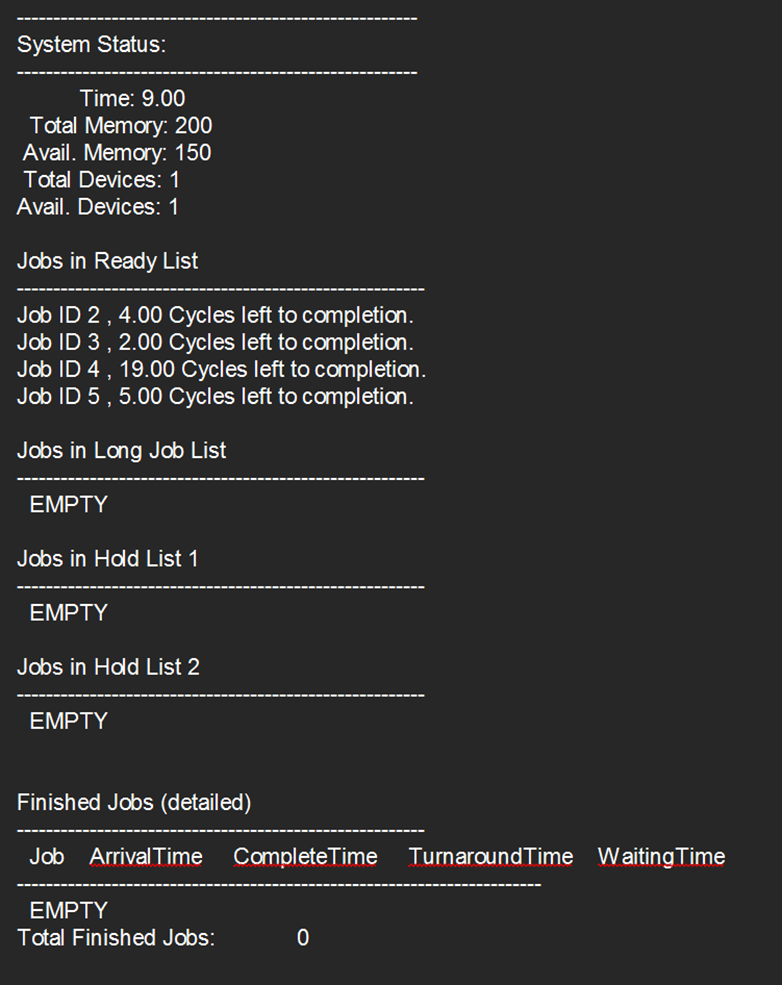 -------------------------------------------------------
System Status:
-------------------------------------------------------
Time: 9.00
Total Memory: 200
Avail. Memory: 150
Total Devices: 1
Avail. Devices: 1
Jobs in Ready List
--------------------------------------------------------
Job ID 2 , 4.00 Cycles left to completion.
Job ID 3 , 2.00 Cycles left to completion.
Job ID 4 , 19.00 Cycles left to completion.
Job ID 5 , 5.00 Cycles left to completion.
Jobs in Long Job List
--------------------------------------------------------
EMPTY
Jobs in Hold List 1
--------------------------------------------------------
EMPTY
Jobs in Hold List 2
--------------------------------------------------------
EMPTY
Finished Jobs (detailed)
--------------------------------------------------------
Job ArrivalTime CompleteTime TurnaroundTime WaitingTime
------------------------------------------------------------------------
EMPTY
Total Finished Jobs: 0